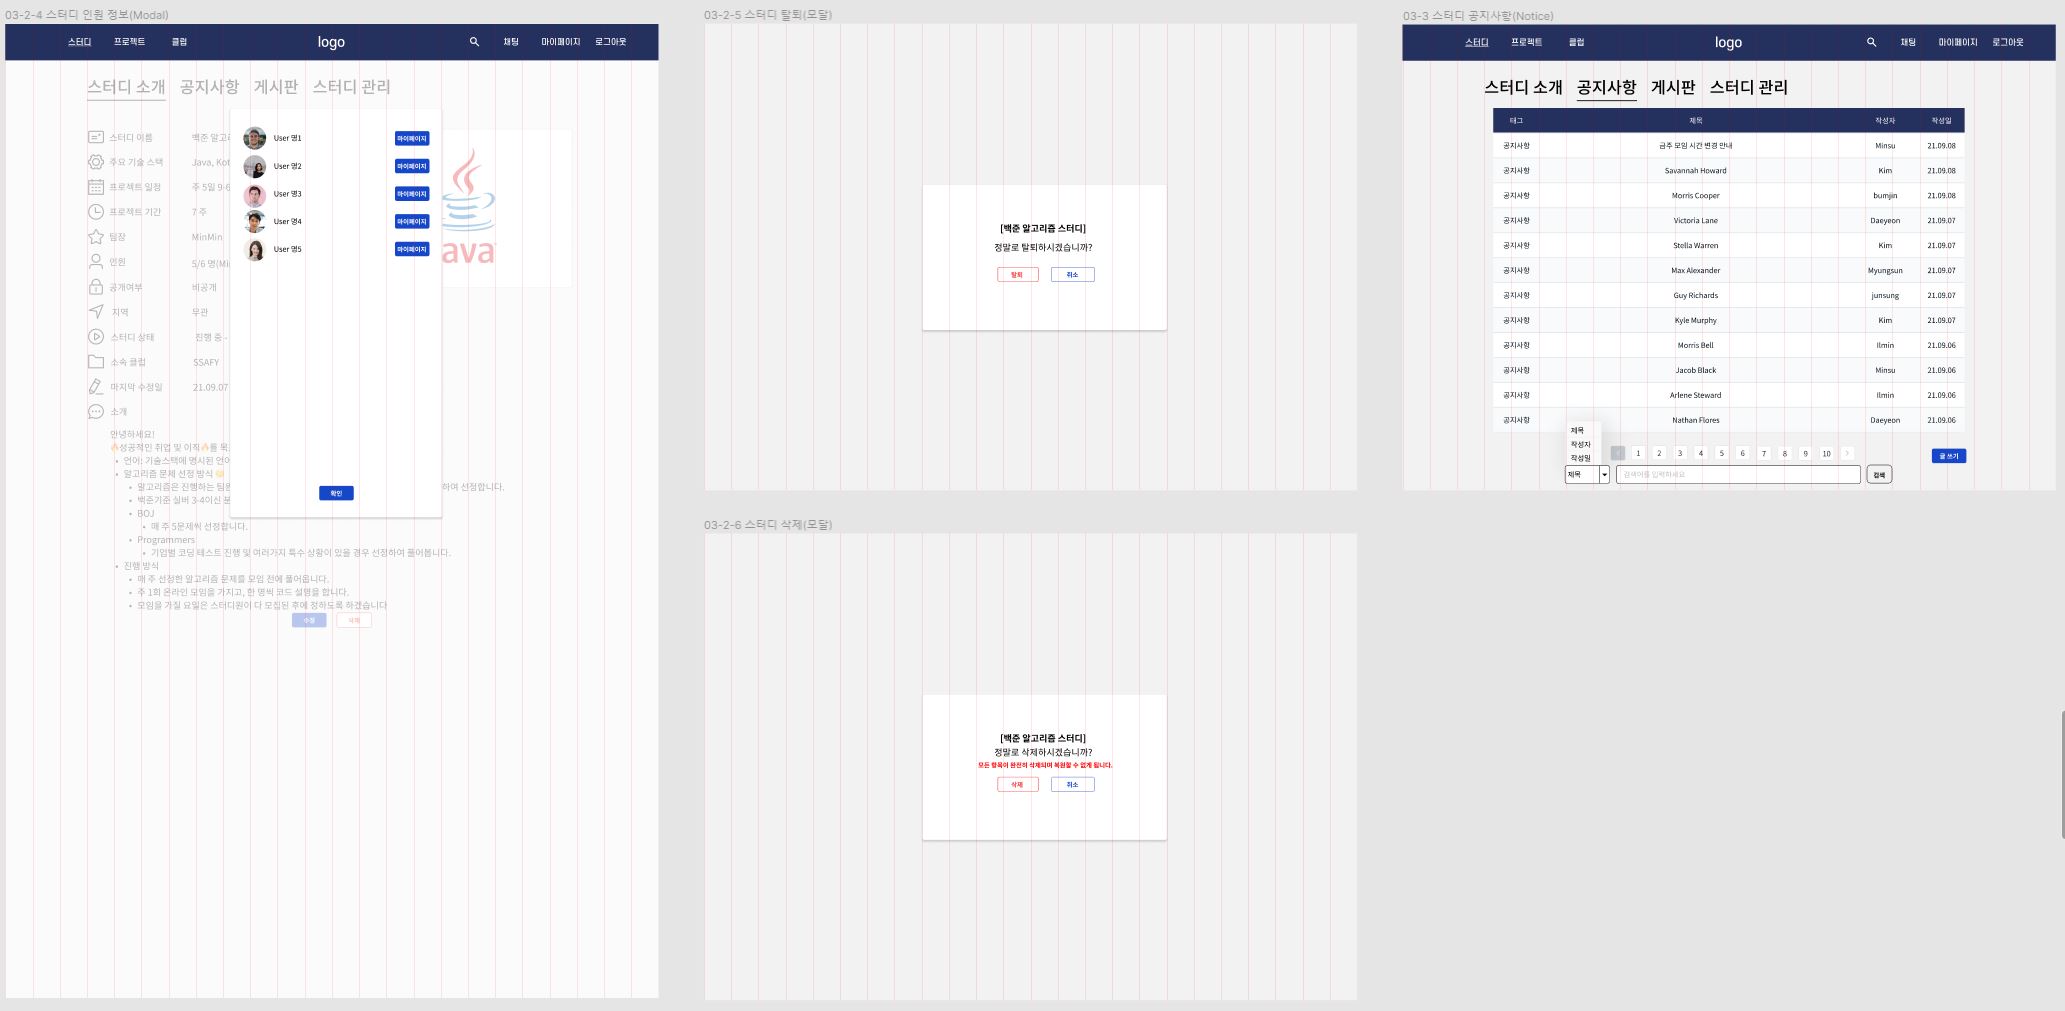 03-2-4 스터디 인원 정보(Modal)
스터디 프로젝트 클럽 logo 채팅 마이페이지 로그아웃
스터디 소개 공지사항 게시판 스터디 관리
스터디 이름 백준 알고
주요 기술 스택 Java, Kot
프로젝트 일정 주 5일 9-6
프로젝트 기간 7 주
팀장 MinMin
인원 5/6 명(Mi
공개여부 비공개
지역 무관
스터디 상태 진행 중 -
소속 클럽 SSAFY
마지막 수정일 21.09.07
소개
안녕하세요!
🔥성공적인 취업 및 이직🔥를 목
• 언어: 기술스택에 명시된 언어
• 알고리즘 문제 선정 방식
• 알고리즘은 진행하는 팀원 하여 선정합니다.
• 백준기준 실버 3-4이신 분
• BOJ
• 매 주 5문제씩 선정합니다.
• Programmers
• 기업별 코딩 테스트 진행 및 여러가지 특수 상황이 있을 경우 선정하여 풀어봅니다.
• 진행 방식
• 매 주 선정한 알고리즘 문제를 모임 전에 풀어옵니다.
• 주 1회 온라인 모임을 가지고, 한 명씩 코드 설명을 합니다.
• 모임을 가질 요일은 스터디원이 다 모집된 후에 정하도록 하겠습니다
수정 삭제
User 명1 마이페이지
User 명2 마이페이지
User 명3 마이페이지
User 명4 마이페이지
User 명5 마이페이지
ava
확인
03-2-5 스터디 탈퇴(모달)
[백준 알고리즘 스터디]
정말로 탈퇴하시겠습니까?
탈퇴 취소
03-2-6 스터디 삭제(모달)
[백준 알고리즘 스터디]
정말로 삭제하시겠습니까?
모든 항목이 완전히 삭제되며 복원할 수 없게 됩니다.
삭제 취소
03-3 스터디 공지사항(Notice)
스터디 프로젝트 클럽 logo 채팅 마이페이지 로그아웃
스터디 소개 공지사항 게시판 스터디 관리
태그 제목 작성자 작성일
공지사항 금주 모임 시간 변경 안내 Minsu 21.09.08
공지사항 Savannah Howard Kim 21.09.08
공지사항 Morris Cooper bumjin 21.09.08
공지사항 Victoria Lane Daeyeon 21.09.07
공지사항 Stella Warren Kim 21.09.07
공지사항 Max Alexander Myungsun 21.09.07
공지사항 Guy Richards junsung 21.09.07
공지사항 Kyle Murphy Kim 21.09.07
공지사항 Morris Bell Ilmin 21.09.06
공지사항 Jacob Black Minsu 21.09.06
공지사항 Arlene Steward Ilmin 21.09.06
공지사항 Nathan Flores Daeyeon 21.09.06
제목
작성자
작성일
1 2 3 4 5 6 7 8 9 10
글 쓰기
제목 검색어를 입력하세요 검색